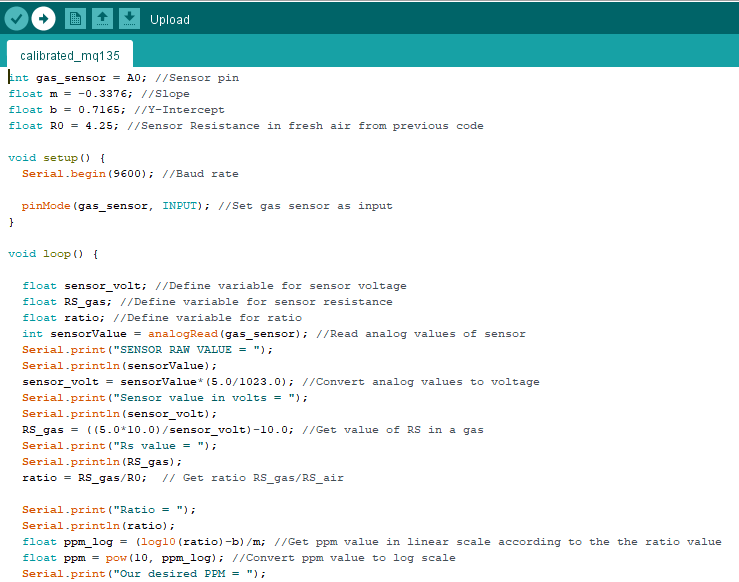 Upload
calibrated_mq135
int gas_sensor = A0; //Sensor pin
float m = -0.3376; //Slope
float b = 0.7165; //Y-Intercept
float R0 = 4.25; //Sensor Resistance in fresh air from previous code
void setup() {
Serial.begin(9600); //Baud rate
pinMode(gas_sensor, INPUT); //Set gas sensor as input
}
void loop() {
float sensor_volt; //Define variable for sensor voltage
float RS_gas; //Define variable for sensor resistance
float ratio; //Define variable for ratio
int sensorValue = analogRead(gas_sensor); //Read analog values of sensor
Serial.print("SENSOR RAW VALUE = ");
Serial.println(sensorValue);
sensor_volt = sensorValue*(5.0/1023.0); //Convert analog values to voltage
Serial.print("Sensor value in volts = ");
Serial.println(sensor_volt);
RS_gas = ((5.0*10.0)/sensor_volt)-10.0; //Get value of RS in a gas
Serial.print("Rs value = ");
Serial.println(RS_gas);
ratio = RS_gas/R0;  // Get ratio RS_gas/RS_air
Serial.print("Ratio = ");
Serial.println(ratio);
float ppm_log = (log10(ratio)-b)/m; //Get ppm value in linear scale according to the the ratio value
float ppm = pow(10, ppm_log); //Convert ppm value to log scale
Serial.print("Our desired PPM = ");